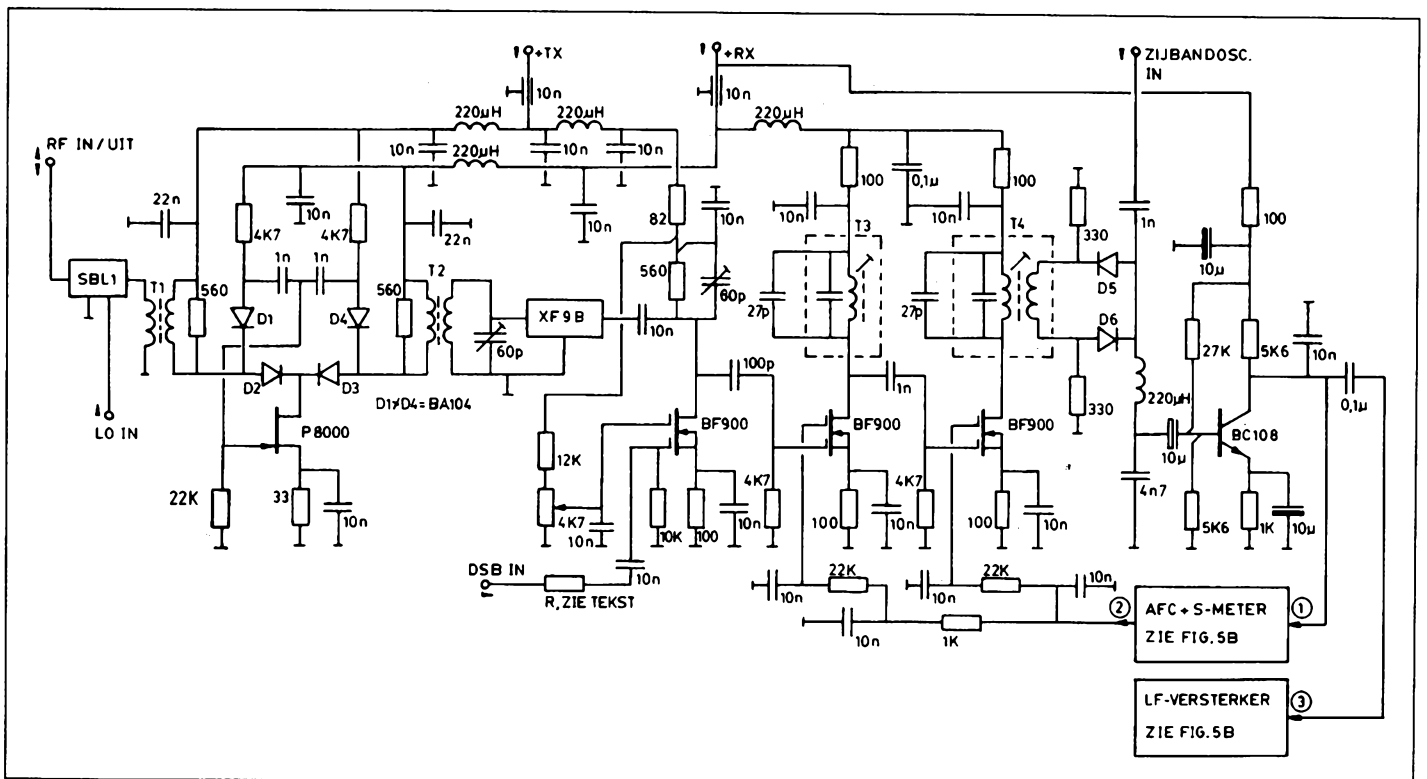 +TX
+RX
ZIJBANDOSC.
IN
10n
10n
220µH
220µH
220µH
220µH
10n
10n
10n
RF IN/UIT
22n
4K7
10n
4K7
22n
10n
82
10n
10n
100
0,1µ
10n
100
330
1n
100
10µ
SBL1
T1
560
1n
1n
D1
D4
560
T2
60p
XF9B
10n
560
60p
T3
27p
T4
27p
D5
D6
330
27K
5K6
10n
0,1µ
D2
D3
D1≁D4=BA104
LO IN
P8000
100p
1n
220µH
BF900
BF900
BF900
10µ
BC108
22K
33
10n
12K
4K7
10n
10K
100
10n
4K7
100
10n
4K7
100
10n
4n7
5K6
1K
10µ
DSB IN
R, ZIE TEKST
10n
10n
22K
10n
22K
10n
10n
1K
2
AFC + S-METER
ZIE FIG.5B
1
LF-VERSTERKER
ZIE FIG.5B
3